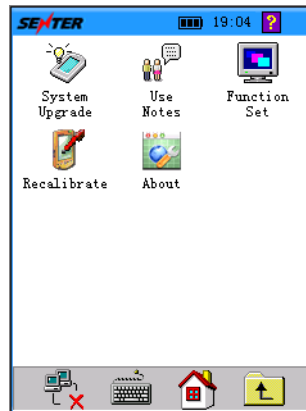 SENTER 19:04 ?
System Upgrade
Use Notes
Function Set
Recalibrate
About